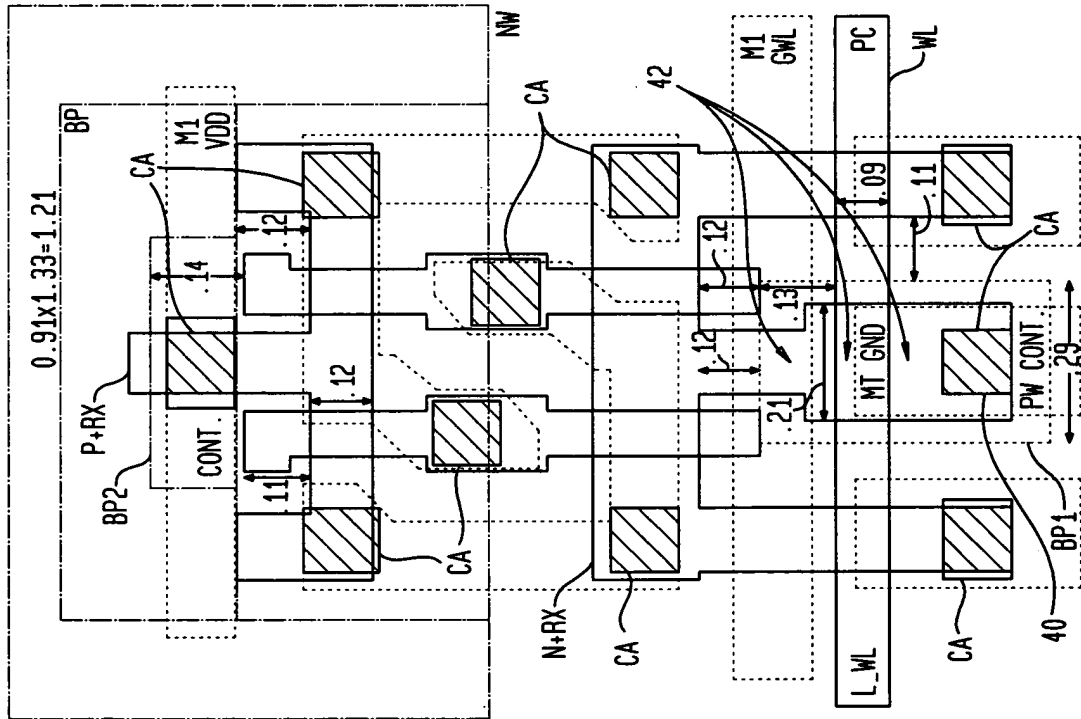 0.91x1.33=1.21
BP
NW
M1
VDD
CA
P+RX
BP2
CONT.
.14
.12
.11
.12
CA
CA
N+RX
CA
.12
.12
.13
M1
GWL
42
PC
WL
L_WL
MT GND
.21
.09
.11
PW CONT
.29
CA
CA
40
BP1